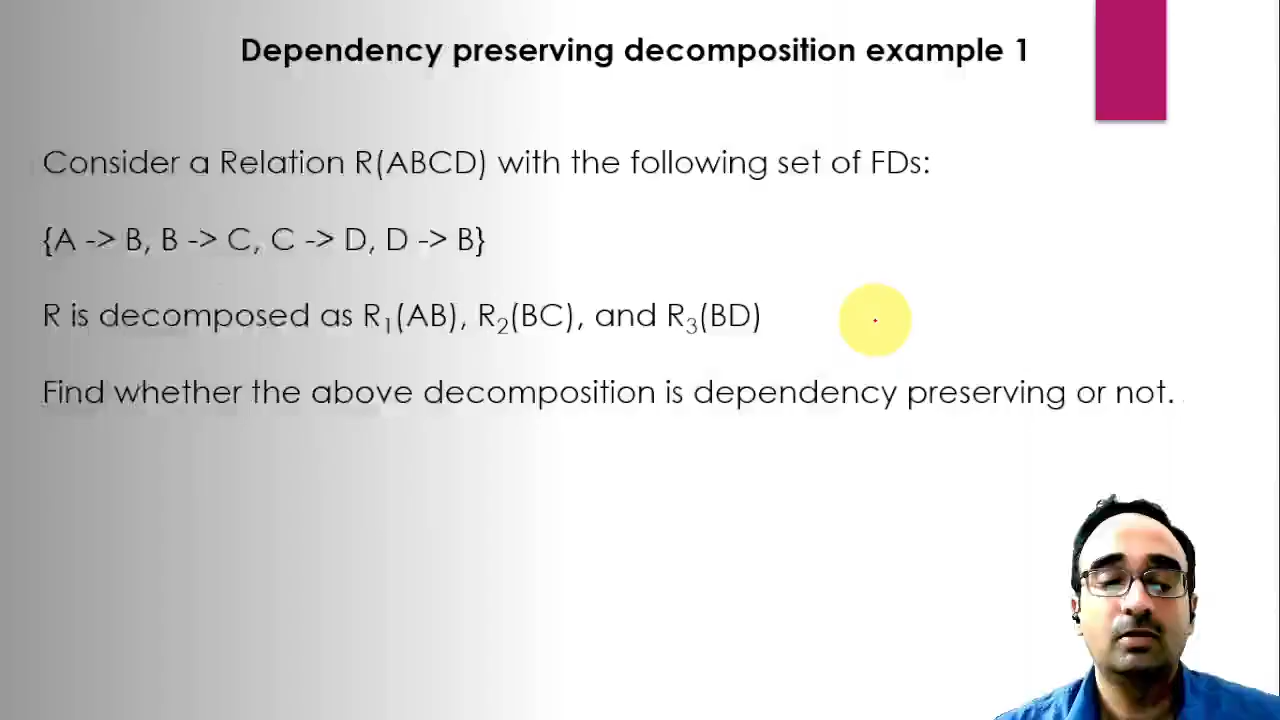 Dependency preserving decomposition example 1
Consider a Relation R(ABCD) with the following set of FDs:
{A -> B, B -> C, C -> D, D -> B}
R is decomposed as R₁(AB), R₂(BC), and R₃(BD)
Find whether the above decomposition is dependency preserving or not.